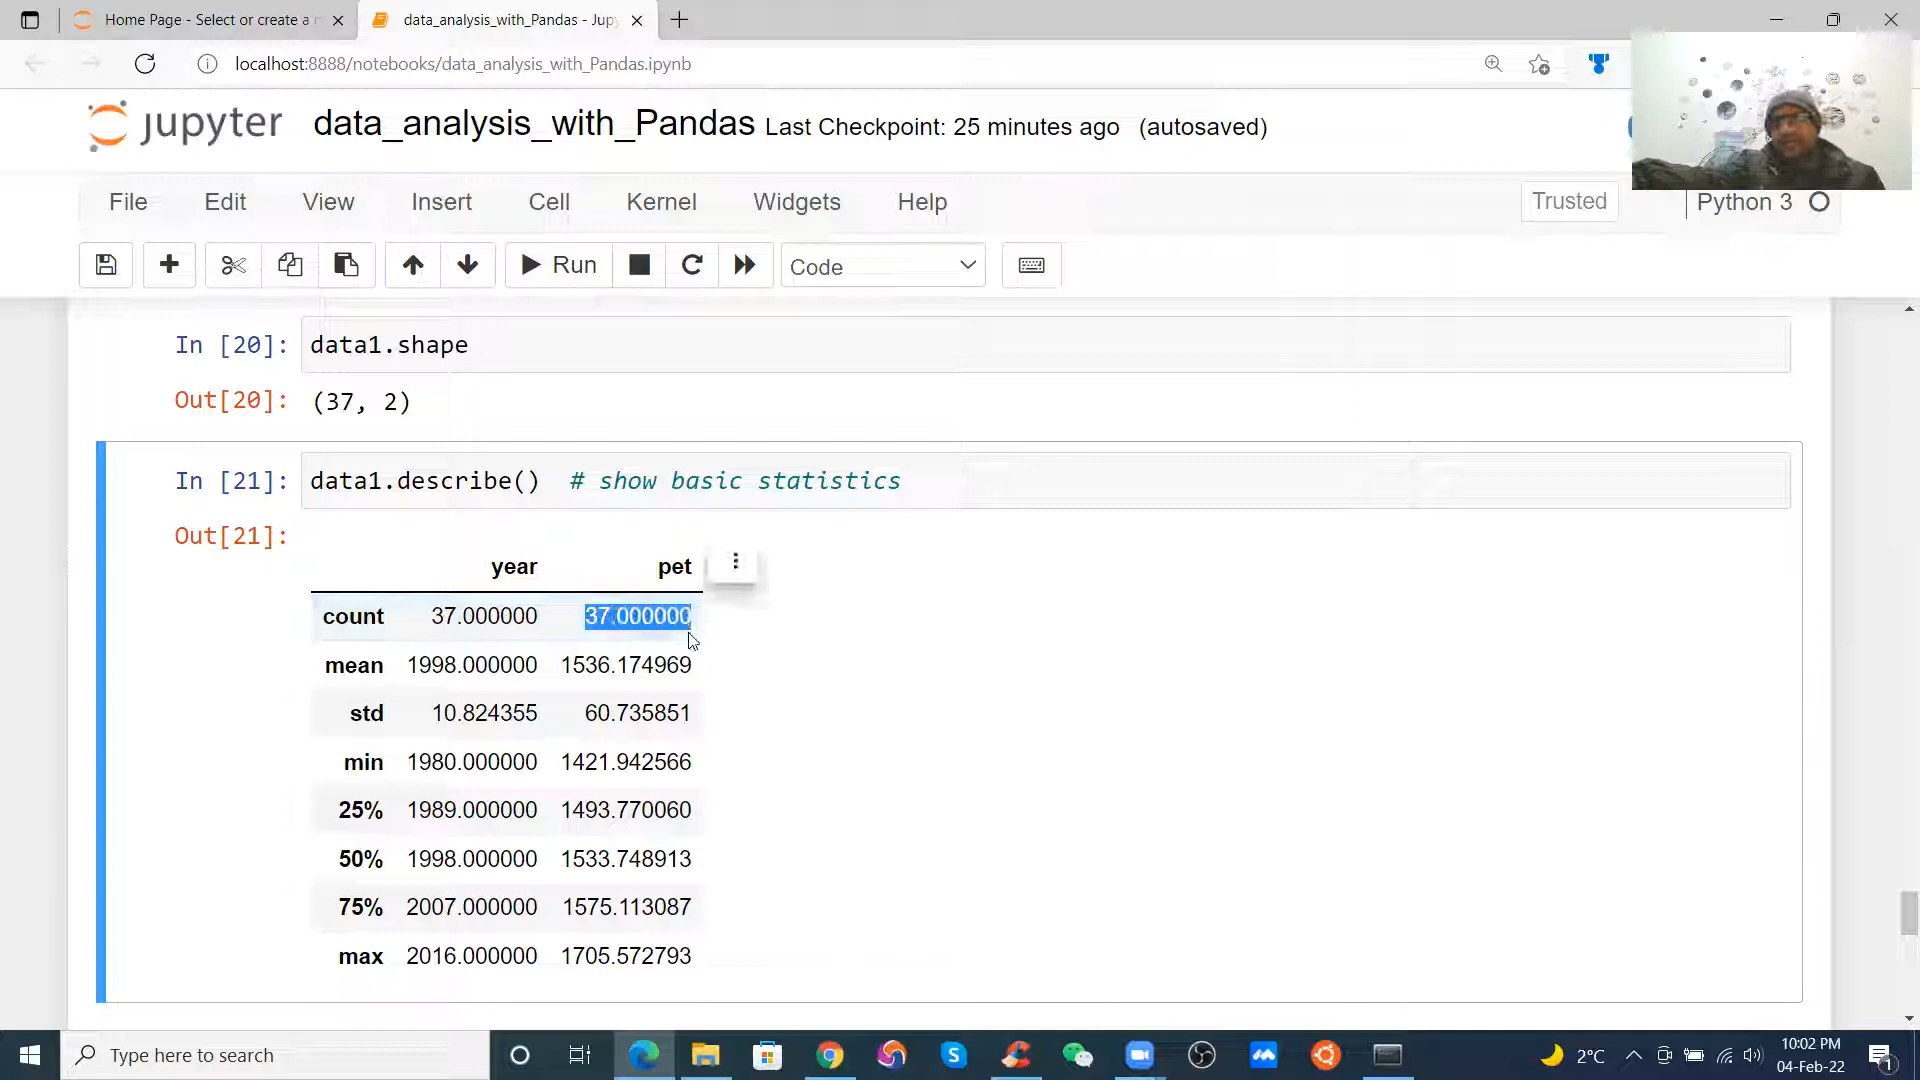 Home Page - Select or create a n
data_analysis_with_Pandas - Jup
localhost:8888/notebooks/data_analysis_with_Pandas.ipynb
jupyter data_analysis_with_Pandas Last Checkpoint: 25 minutes ago (autosaved)
File Edit View Insert Cell Kernel Widgets Help Trusted Python 3
Run Code
In [20]: data1.shape
Out[20]: (37, 2)
In [21]: data1.describe() # show basic statistics
Out[21]:
year pet
count 37.000000 37.000000
mean 1998.000000 1536.174969
std 10.824355 60.735851
min 1980.000000 1421.942566
25% 1989.000000 1493.770060
50% 1998.000000 1533.748913
75% 2007.000000 1575.113087
max 2016.000000 1705.572793
Type here to search
2°C
10:02 PM
04-Feb-22
1